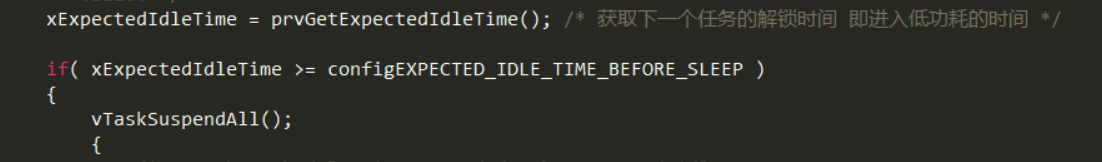 xExpectedIdleTime = prvGetExpectedIdleTime(); /* 获取下一个任务的解锁时间 即进入低功耗的时间 */
if( xExpectedIdleTime >= configEXPECTED_IDLE_TIME_BEFORE_SLEEP )
{
vTaskSuspendAll();
{